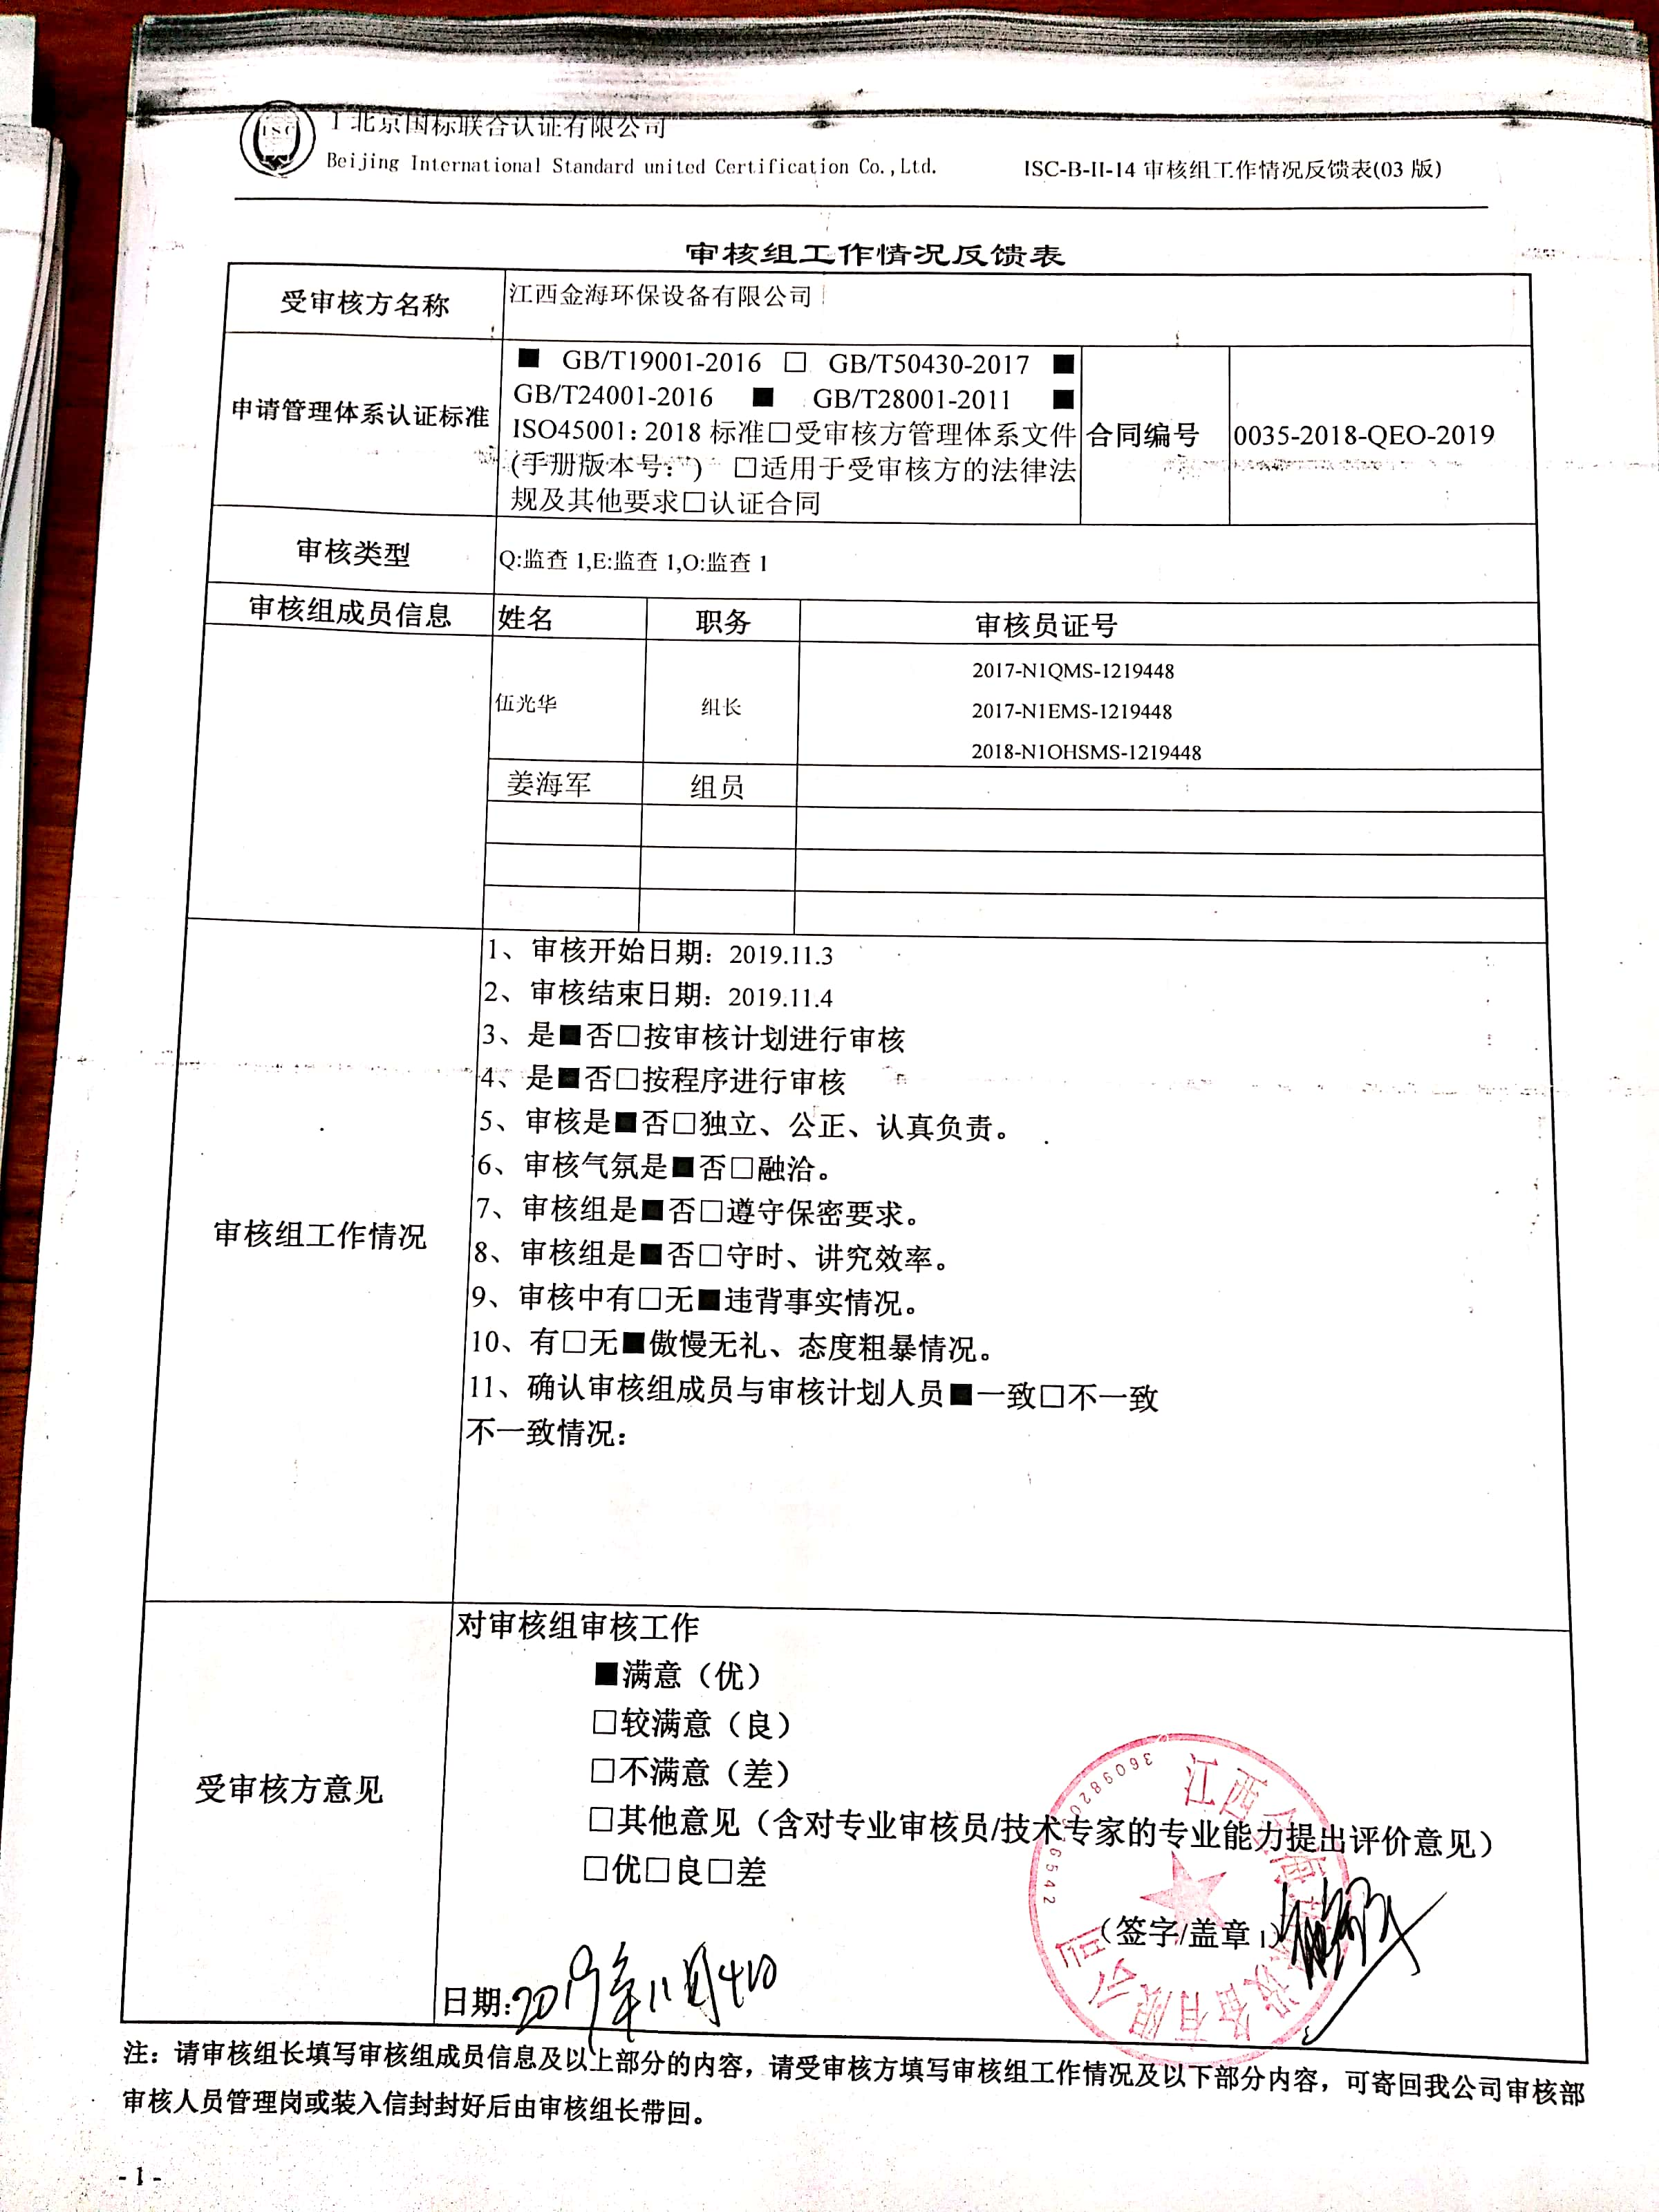 ISC
北京国标联合认证有限公司
Beijing International Standard united Certification Co.,Ltd.
ISC-B-II-14 审核组工作情况反馈表(03 版)
审核组工作情况反馈表
受审核方名称
江西金海环保设备有限公司
申请管理体系认证标准
■ GB/T19001-2016 □ GB/T50430-2017 ■
GB/T24001-2016 ■ GB/T28001-2011 ■
ISO45001: 2018 标准□受审核方管理体系文件
(手册版本号: ) □适用于受审核方的法律法
规及其他要求□认证合同
合同编号
0035-2018-QEO-2019
审核类型
Q:监查 1,E:监查 1,O:监查 1
审核组成员信息
姓名
职务
审核员证号
伍光华
组长
2017-N1QMS-1219448
2017-N1EMS-1219448
2018-N1OHSMS-1219448
姜海军
组员
审核组工作情况
1、审核开始日期: 2019.11.3
2、审核结束日期: 2019.11.4
3、是■否□按审核计划进行审核
4、是■否□按程序进行审核
5、审核是■否□独立、公正、认真负责。
6、审核气氛是■否□融洽。
7、审核组是■否□遵守保密要求。
8、审核组是■否□守时、讲究效率。
9、审核中有□无■违背事实情况。
10、有□无■傲慢无礼、态度粗暴情况。
11、确认审核组成员与审核计划人员■一致□不一致
不一致情况:
受审核方意见
对审核组审核工作
■满意（优）
□较满意（良）
□不满意（差）
□其他意见（含对专业审核员/技术专家的专业能力提出评价意见）
□优□良□差
（签字/盖章）
江西金海环保设备有限公司
日期: 2019年11月4日
注: 请审核组长填写审核组成员信息及以上部分的内容，请受审核方填写审核组工作情况及以下部分内容，可寄回我公司审核部
审核人员管理岗或装入信封封好后由审核组长带回。
- 1 -